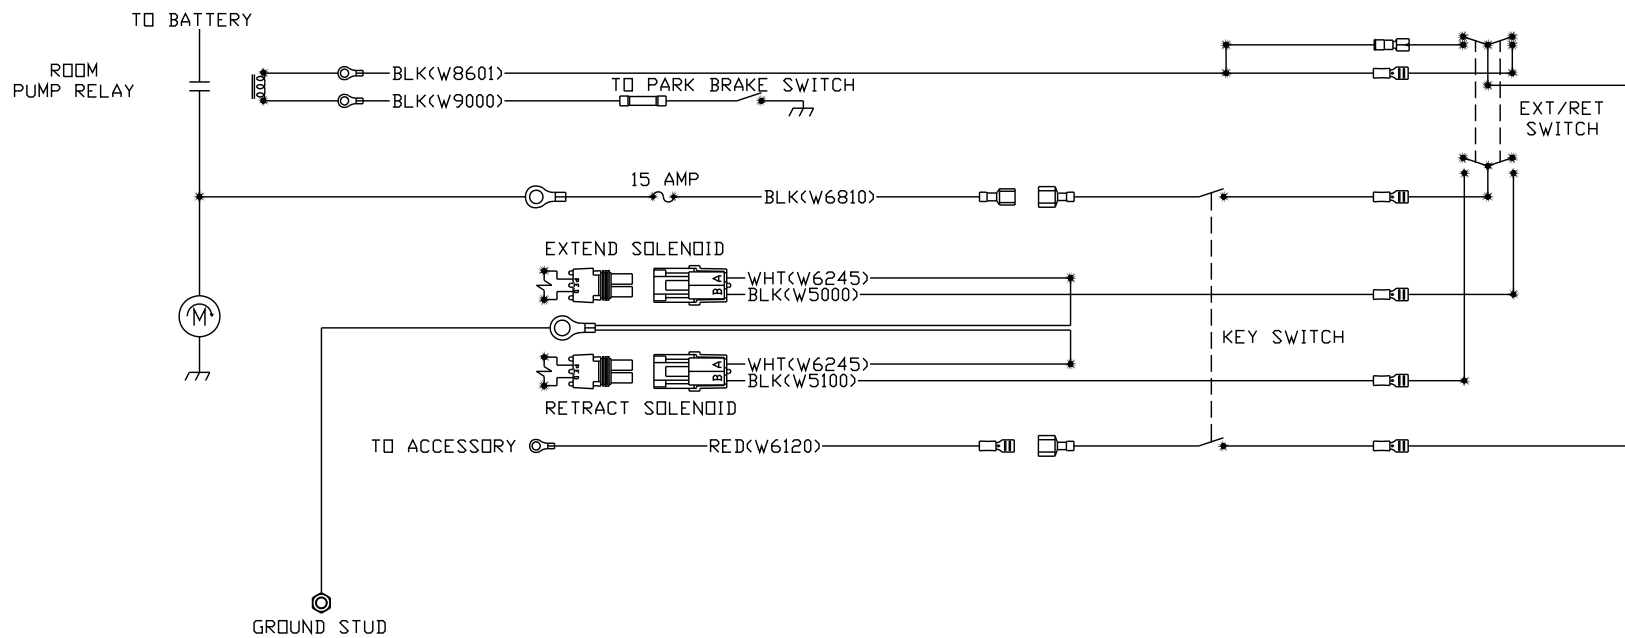 TO BATTERY
ROOM
PUMP RELAY
BLK(W8601)
TO PARK BRAKE SWITCH
BLK(W9000)
EXT/RET
SWITCH
15 AMP
BLK(W6810)
EXTEND SOLENOID
A
WHT(W6245)
B
BLK(W5000)
M
KEY SWITCH
A
WHT(W6245)
B
BLK(W5100)
RETRACT SOLENOID
TO ACCESSORY
RED(W6120)
GROUND STUD